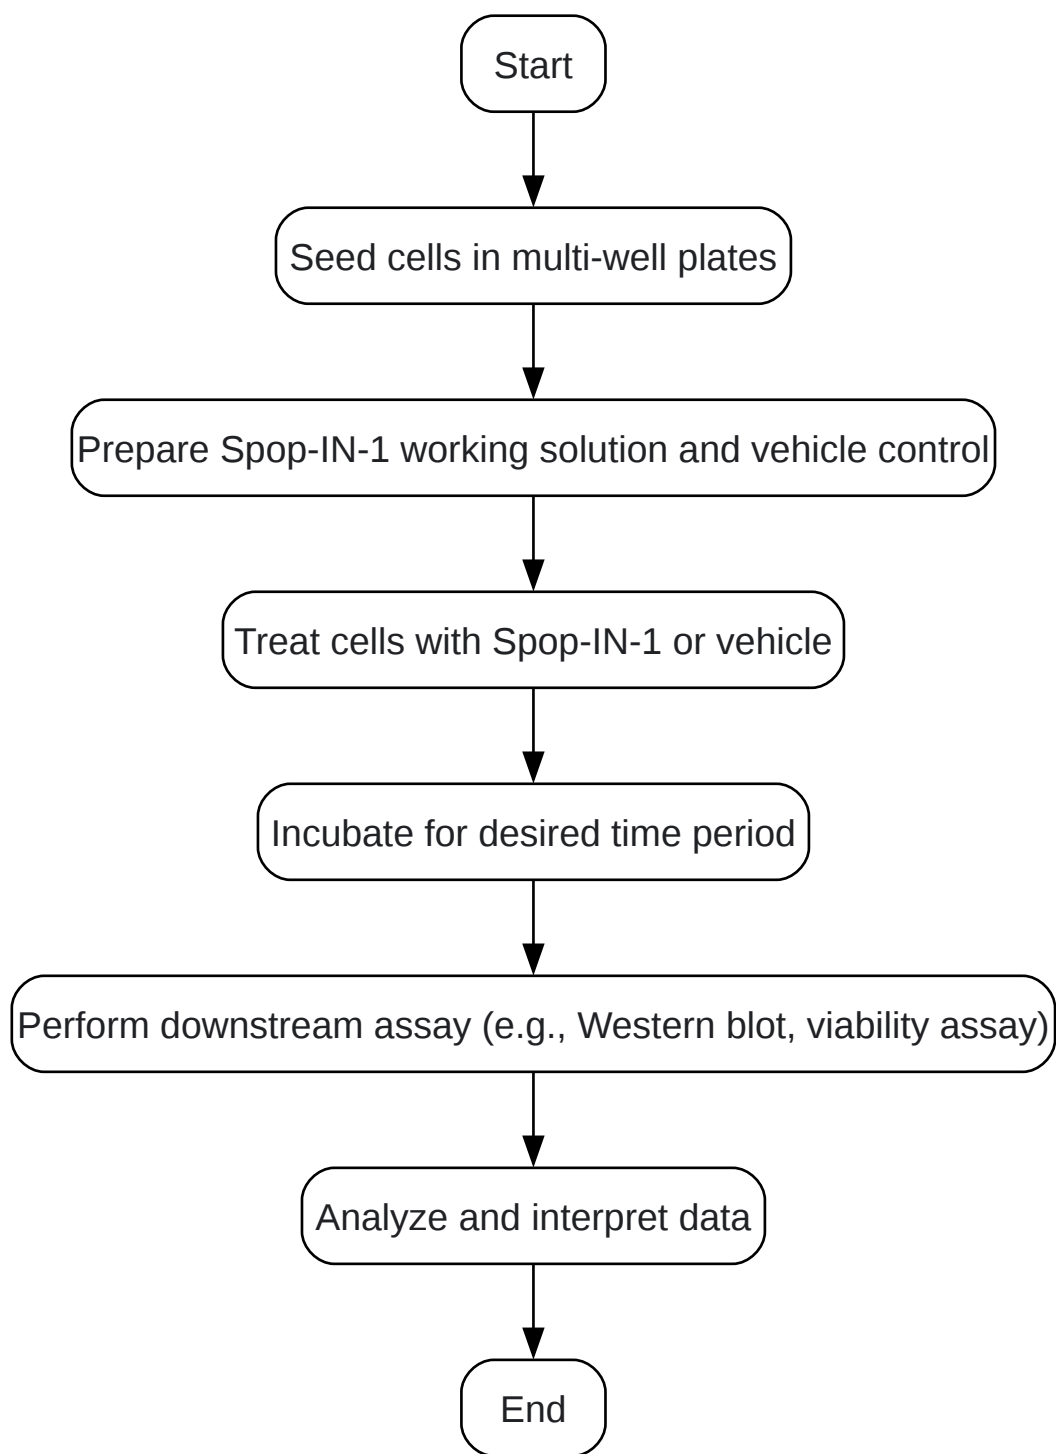 Start
Seed cells in multi-well plates
Prepare Spop-IN-1 working solution and vehicle control
Treat cells with Spop-IN-1 or vehicle
Incubate for desired time period
Perform downstream assay (e.g., Western blot, viability assay)
Analyze and interpret data
End